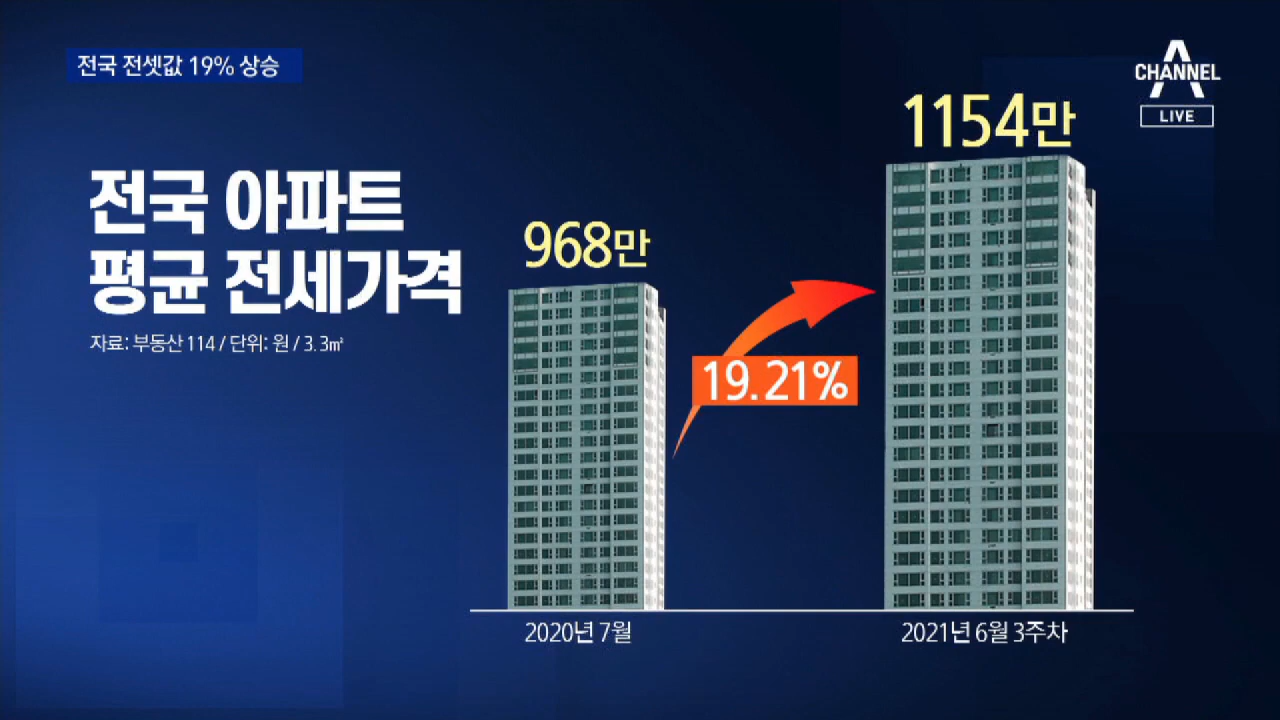 전국 전셋값 19% 상승
CHANNEL A
LIVE
전국 아파트
평균 전세가격
자료: 부동산 114 / 단위: 원 / 3.3㎡
968만
1154만
19.21%
2020년 7월
2021년 6월 3주차